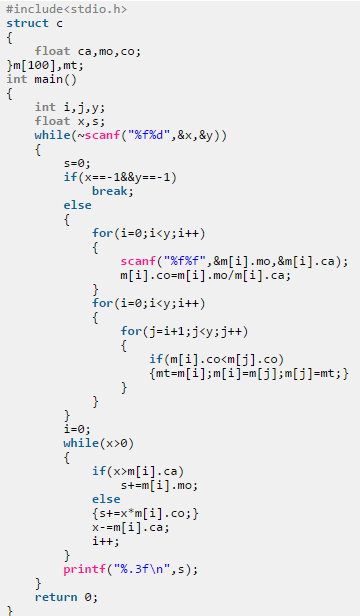 #include<stdio.h>
struct c
{
    float ca,mo,co;
}m[100],mt;
int main()
{
    int i,j,y;
    float x,s;
    while(~scanf("%f%d",&x,&y))
    {
        s=0;
        if(x==-1&&y==-1)
            break;
        else
        {
            for(i=0;i<y;i++)
            {
                scanf("%f%f",&m[i].mo,&m[i].ca);
                m[i].co=m[i].mo/m[i].ca;
            }
            for(i=0;i<y;i++)
            {
                for(j=i+1;j<y;j++)
                {
                    if(m[i].co<m[j].co)
                    {mt=m[i];m[i]=m[j];m[j]=mt;}
                }
            }
        }
        i=0;
        while(x>0)
        {
            if(x>m[i].ca)
                s+=m[i].mo;
            else
            {s+=x*m[i].co;}
            x-=m[i].ca;
            i++;
        }
        printf("%.3f\n",s);
    }
    return 0;
}